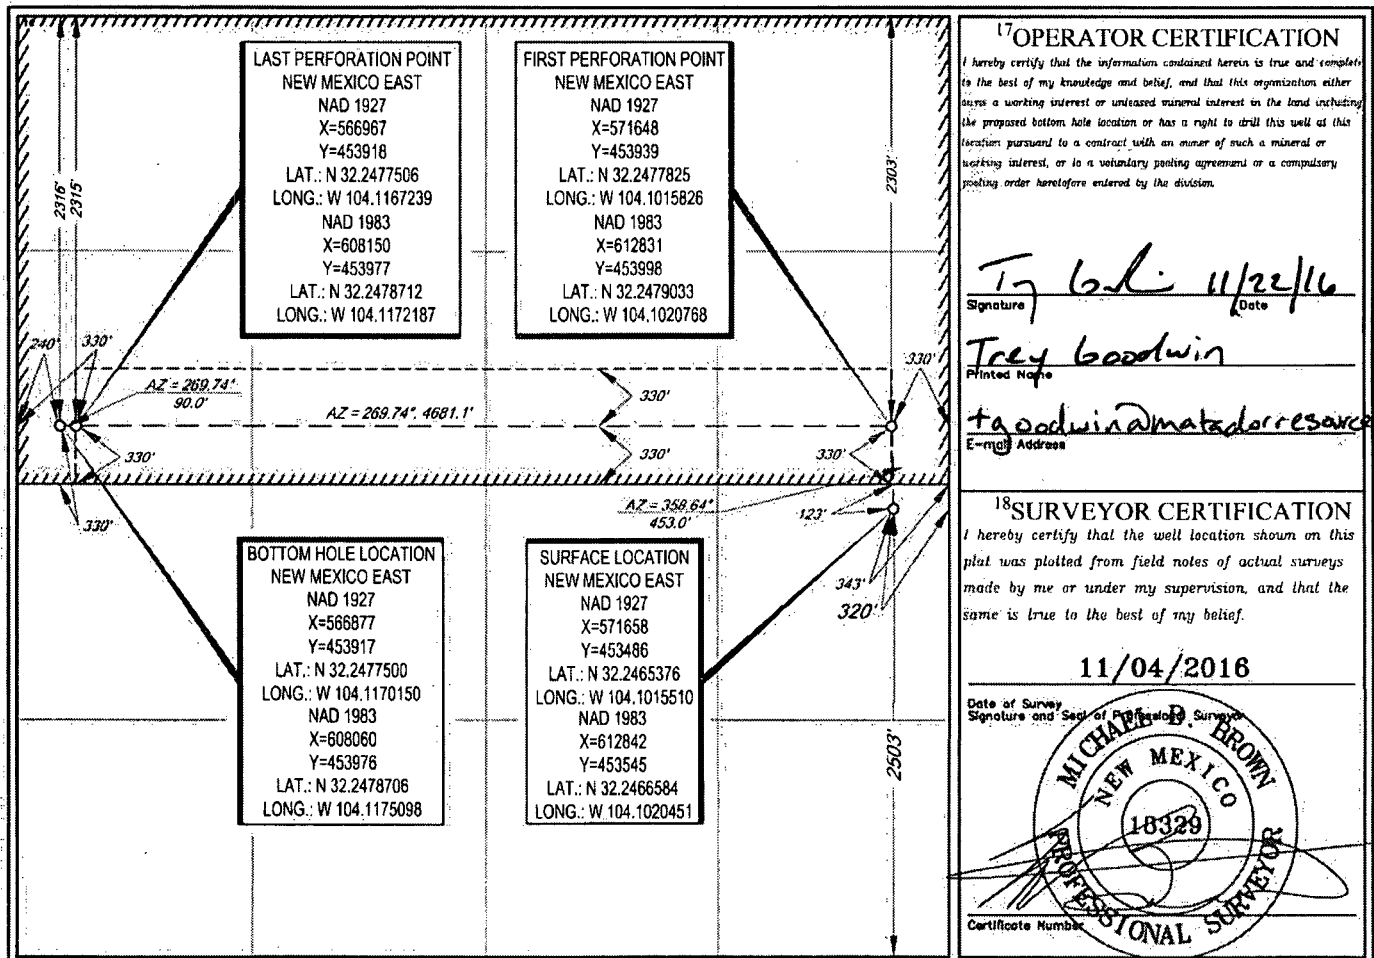 2316'
2315'
2303'
LAST PERFORATION POINT
NEW MEXICO EAST
NAD 1927
X=566967
Y=453918
LAT.: N 32.2477506
LONG.: W 104.1167239
NAD 1983
X=608150
Y=453977
LAT.: N 32.2478712
LONG.: W 104.1172187
FIRST PERFORATION POINT
NEW MEXICO EAST
NAD 1927
X=571648
Y=453939
LAT.: N 32.2477825
LONG.: W 104.1015826
NAD 1983
X=612831
Y=453998
LAT.: N 32.2479033
LONG.: W 104.1020768
240'
330'
AZ = 269.74°
90.0'
AZ = 269.74°, 4681.1'
330'
330'
330'
330'
330'
330'
AZ = 358.64°
453.0'
123'
343'
320'
2503'
BOTTOM HOLE LOCATION
NEW MEXICO EAST
NAD 1927
X=566877
Y=453917
LAT.: N 32.2477500
LONG.: W 104.1170150
NAD 1983
X=608060
Y=453976
LAT.: N 32.2478706
LONG.: W 104.1175098
SURFACE LOCATION
NEW MEXICO EAST
NAD 1927
X=571658
Y=453486
LAT.: N 32.2465376
LONG.: W 104.1015510
NAD 1983
X=612842
Y=453545
LAT.: N 32.2466584
LONG.: W 104.1020451
17 OPERATOR CERTIFICATION
I hereby certify that the information contained herein is true and complete
to the best of my knowledge and belief, and that this organization either
owns a working interest or unleased mineral interest in the land including
the proposed bottom hole location or has a right to drill this well at this
location pursuant to a contract with an owner of such a mineral or
working interest, or to a voluntary pooling agreement or a compulsory
pooling order heretofore entered by the division.
11/22/16
Signature Date
Trey Goodwin
Printed Name
tgoodwin@matadorresource
E-mail Address
18 SURVEYOR CERTIFICATION
I hereby certify that the well location shown on this
plat was plotted from field notes of actual surveys
made by me or under my supervision, and that the
same is true to the best of my belief.
11/04/2016
Date of Survey
Signature and Seal of Professional Surveyor
MICHAEL B. BROWN
NEW MEXICO
18329
PROFESSIONAL SURVEYOR
Certificate Number